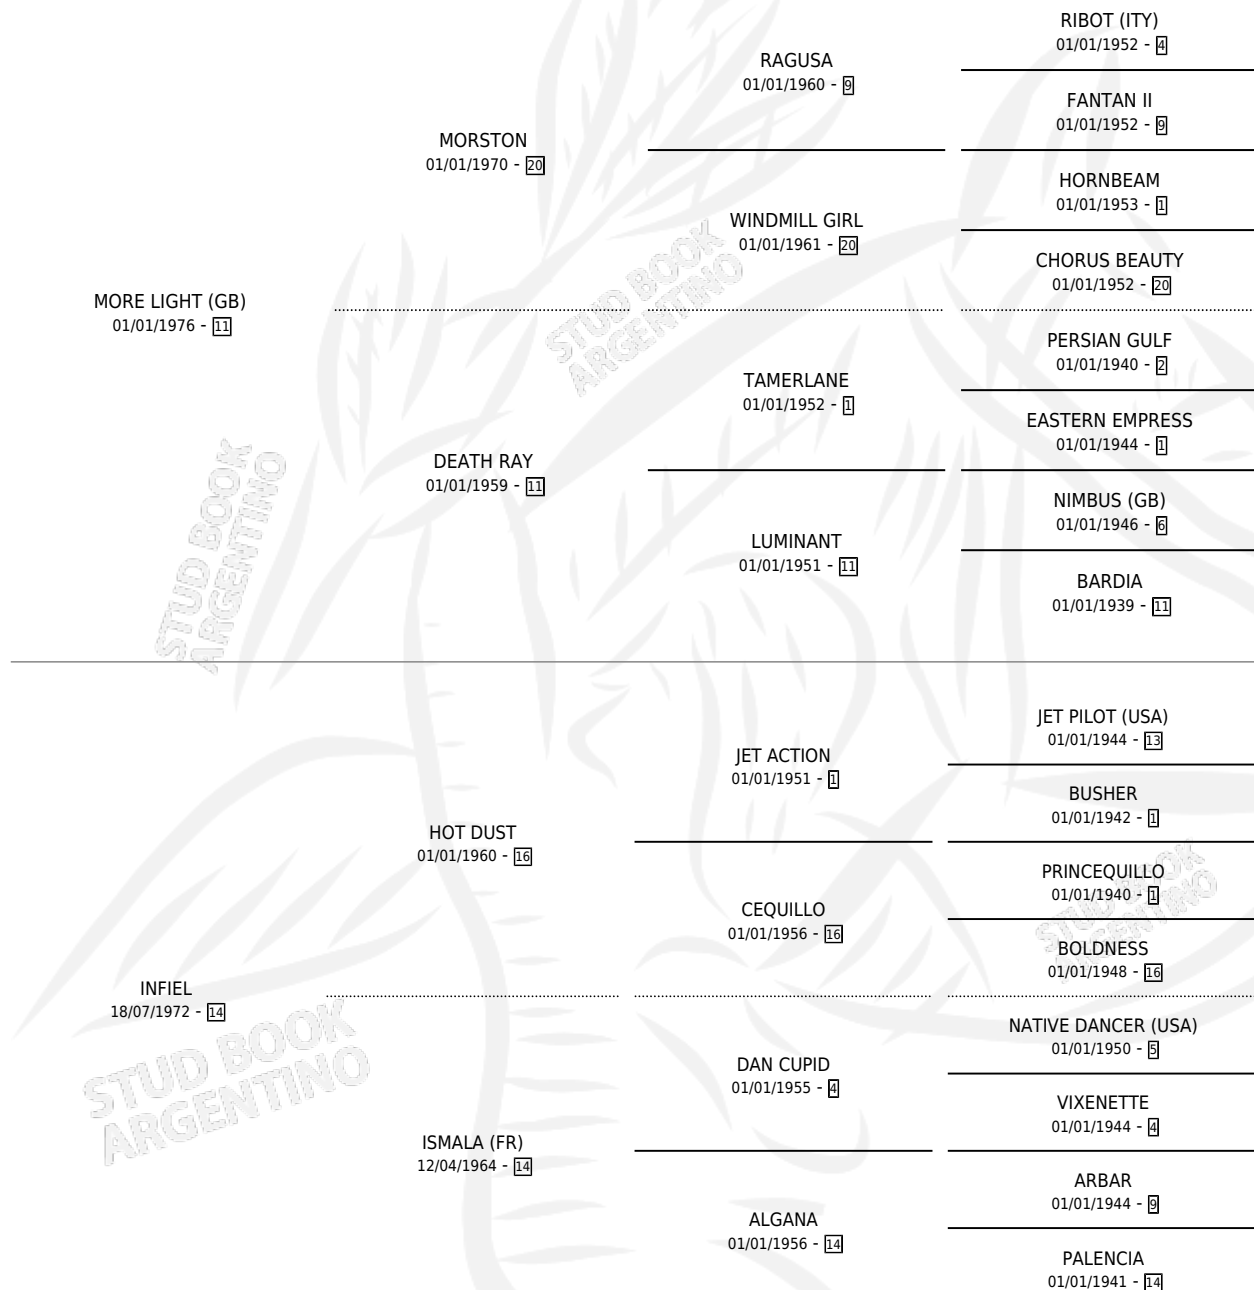 RIBOT (ITY)
01/01/1952 - 4
RAGUSA
01/01/1960 - 9
FANTAN II
01/01/1952 - 9
MORSTON
01/01/1970 - 20
HORNBEAM
01/01/1953 - 1
WINDMILL GIRL
01/01/1961 - 20
CHORUS BEAUTY
01/01/1952 - 20
MORE LIGHT (GB)
01/01/1976 - 11
STUD BOOK
ARGENTINO
PERSIAN GULF
01/01/1940 - 2
TAMERLANE
01/01/1952 - 1
EASTERN EMPRESS
01/01/1944 - 1
DEATH RAY
01/01/1959 - 11
NIMBUS (GB)
01/01/1946 - 6
LUMINANT
01/01/1951 - 11
BARDIA
01/01/1939 - 11
STUD BOOK
ARGENTINO
JET PILOT (USA)
01/01/1944 - 13
JET ACTION
01/01/1951 - 1
BUSHER
01/01/1942 - 1
HOT DUST
01/01/1960 - 16
PRINCEQUILLO
01/01/1940 - 1
CEQUILLO
01/01/1956 - 16
BOLDNESS
01/01/1948 - 16
STUD BOOK
ARGENTINO
INFIEL
18/07/1972 - 14
STUD BOOK
ARGENTINO
NATIVE DANCER (USA)
01/01/1950 - 5
DAN CUPID
01/01/1955 - 4
VIXENETTE
01/01/1944 - 4
ISMALA (FR)
12/04/1964 - 14
ARBAR
01/01/1944 - 9
ALGANA
01/01/1956 - 14
PALENCIA
01/01/1941 - 14